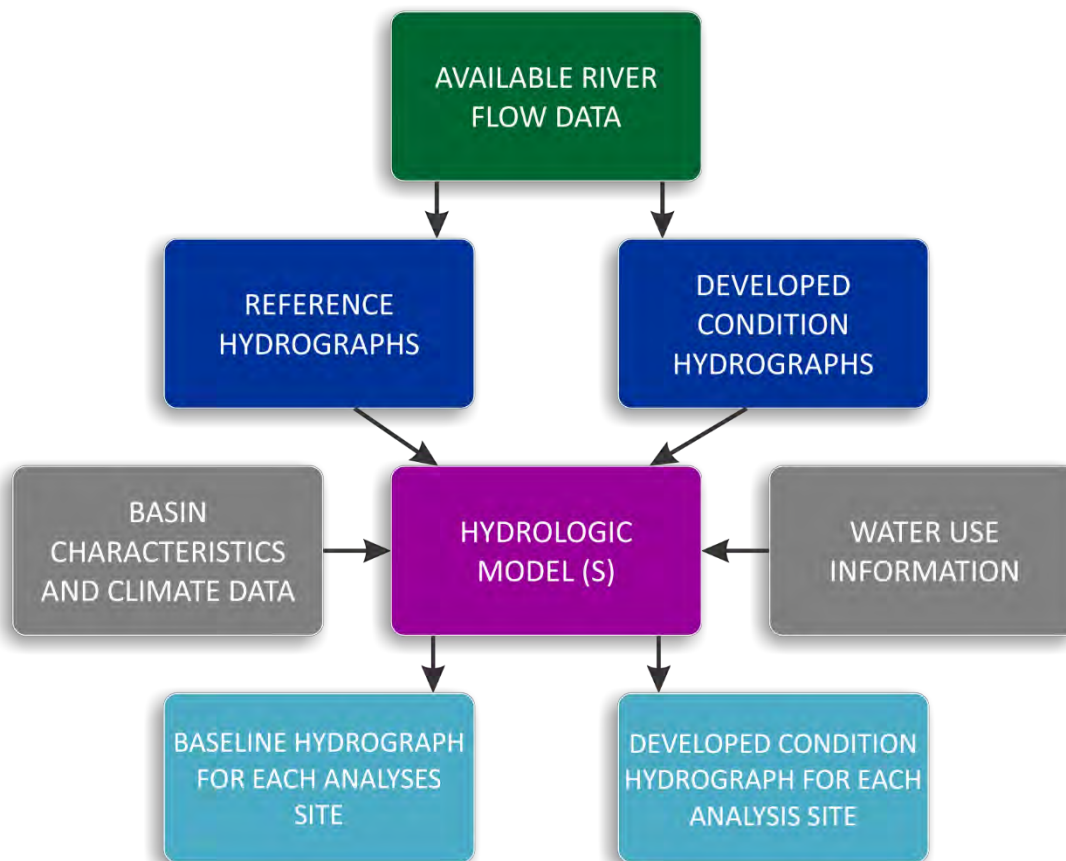 AVAILABLE RIVER
FLOW DATA
REFERENCE
HYDROGRAPHS
DEVELOPED
CONDITION
HYDROGRAPHS
BASIN
CHARACTERISTICS
AND CLIMATE DATA
HYDROLOGIC
MODEL (S)
WATER USE
INFORMATION
BASELINE HYDROGRAPH
FOR EACH ANALYSES
SITE
DEVELOPED CONDITION
HYDROGRAPH FOR EACH
ANALYSIS SITE